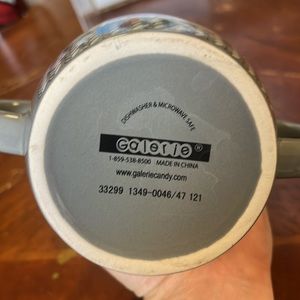 DISHWASHER & MICROWAVE SAFE
Galerie®
1-859-538-8500 MADE IN CHINA
www.galeriecandy.com
33299 1349-0046/47 121